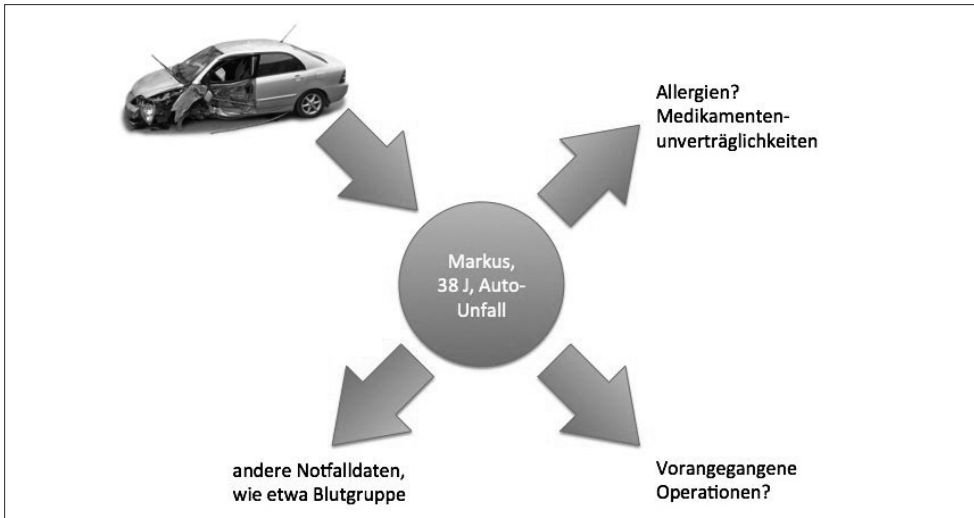 Allergien?
Medikamenten-
unverträglichkeiten
Markus,
38 J, Auto-
Unfall
andere Notfalldaten,
wie etwa Blutgruppe
Vorangegangene
Operationen?